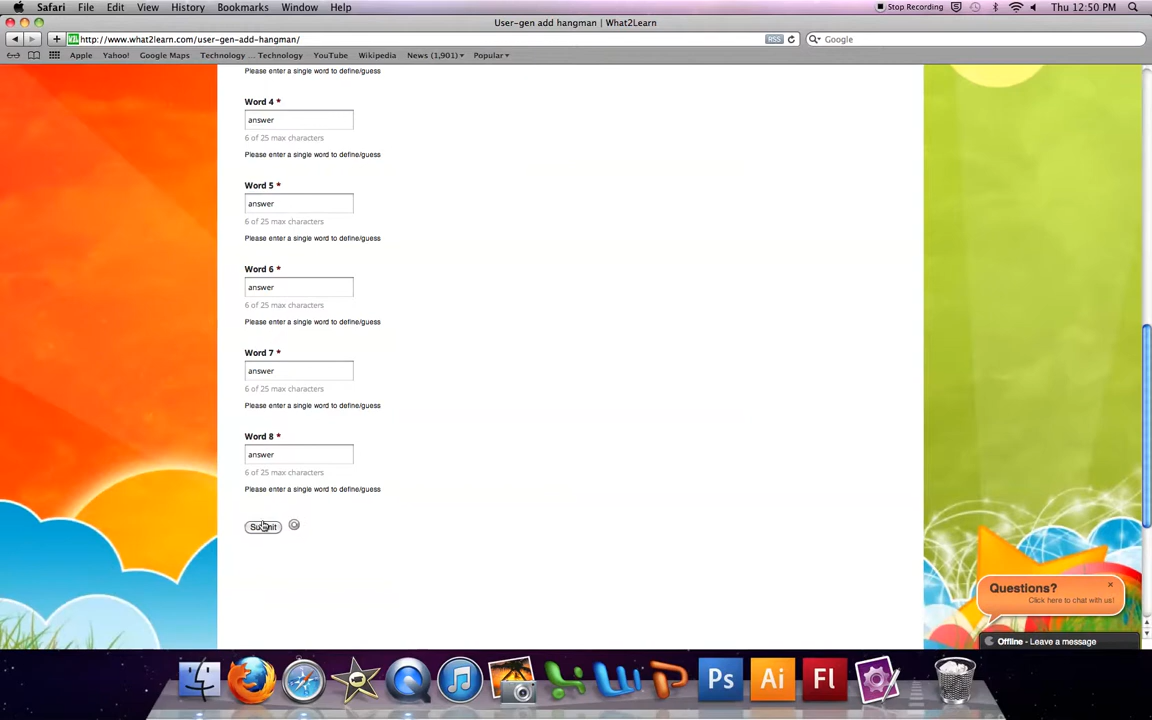 Safari File Edit View History Bookmarks Window Help Stop Recording Thu 12:50 PM
User-gen add hangman | What2Learn
http://www.what2learn.com/user-gen-add-hangman/ RSS Google
Apple Yahoo! Google Maps Technology ... Technology YouTube Wikipedia News (1,901) Popular
Please enter a single word to define/guess
Word 4 *
answer
6 of 25 max characters
Please enter a single word to define/guess
Word 5 *
answer
6 of 25 max characters
Please enter a single word to define/guess
Word 6 *
answer
6 of 25 max characters
Please enter a single word to define/guess
Word 7 *
answer
6 of 25 max characters
Please enter a single word to define/guess
Word 8 *
answer
6 of 25 max characters
Please enter a single word to define/guess
Submit
Questions?
Click here to chat with us!
Offline - Leave a message
Ps Ai Fl